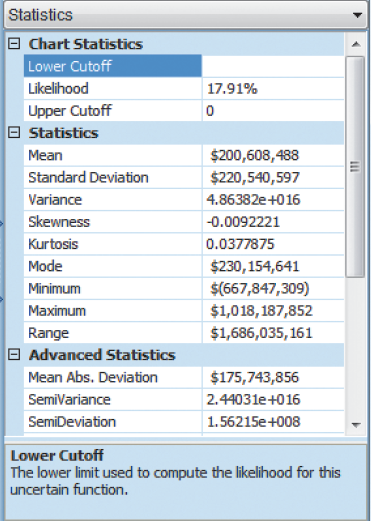 Statistics
Chart Statistics
Lower Cutoff
Likelihood 17.91%
Upper Cutoff 0
Statistics
Mean $200,608,488
Standard Deviation $220,540,597
Variance 4.86382e+016
Skewness -0.0092221
Kurtosis 0.0377875
Mode $230,154,641
Minimum $(667,847,309)
Maximum $1,018,187,852
Range $1,686,035,161
Advanced Statistics
Mean Abs. Deviation $175,743,856
SemiVariance 2.44031e+016
SemiDeviation 1.56215e+008
Lower Cutoff
The lower limit used to compute the likelihood for this
uncertain function.